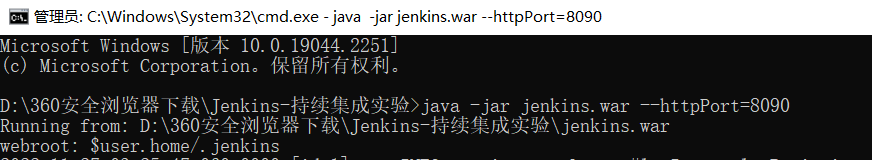 管理员: C:\Windows\System32\cmd.exe - java -jar jenkins.war --httpPort=8090
Microsoft Windows [版本 10.0.19044.2251]
(c) Microsoft Corporation。保留所有权利。
D:\360安全浏览器下载\Jenkins-持续集成实验>java -jar jenkins.war --httpPort=8090
Running from: D:\360安全浏览器下载\Jenkins-持续集成实验\jenkins.war
webroot: $user.home/.jenkins